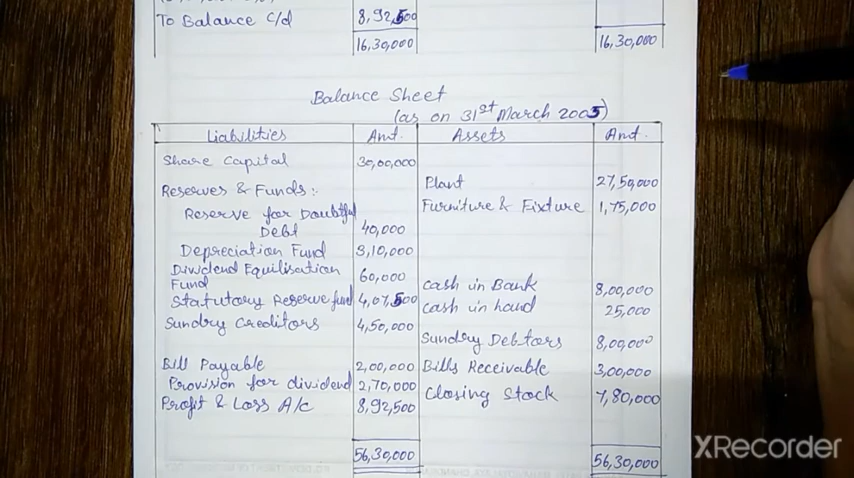 To Balance C/d 8,92,500
16,30,000 16,30,000
Balance Sheet
(as on 31st March 2005)
Liabilities Amt. Assets Amt.
Share Capital 30,00,000
Plant 27,50,000
Reserves & Funds:-
Furniture & Fixture 1,75,000
Reserve for Doubtful
Debt 40,000
Depreciation Fund 3,10,000
Dividend Equilisation
Fund 60,000
Cash in Bank 8,00,000
Statutory Reserve fund 4,07,500
Cash in hand 25,000
Sundry Creditors 4,50,000
Sundry Debtors 8,00,000
Bill Payable 2,00,000 Bills Receivable 3,00,000
Provision for dividend 2,70,000
Closing Stock 7,80,000
Profit & Loss A/c 8,92,500
56,30,000 56,30,000
XRecorder